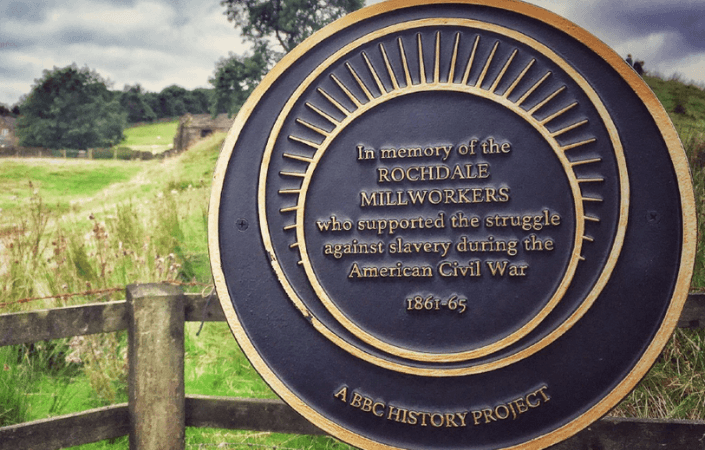 In memory of the
ROCHDALE
MILLWORKERS
who supported the struggle
against slavery during the
American Civil War
1861-65
A BBC HISTORY PROJECT